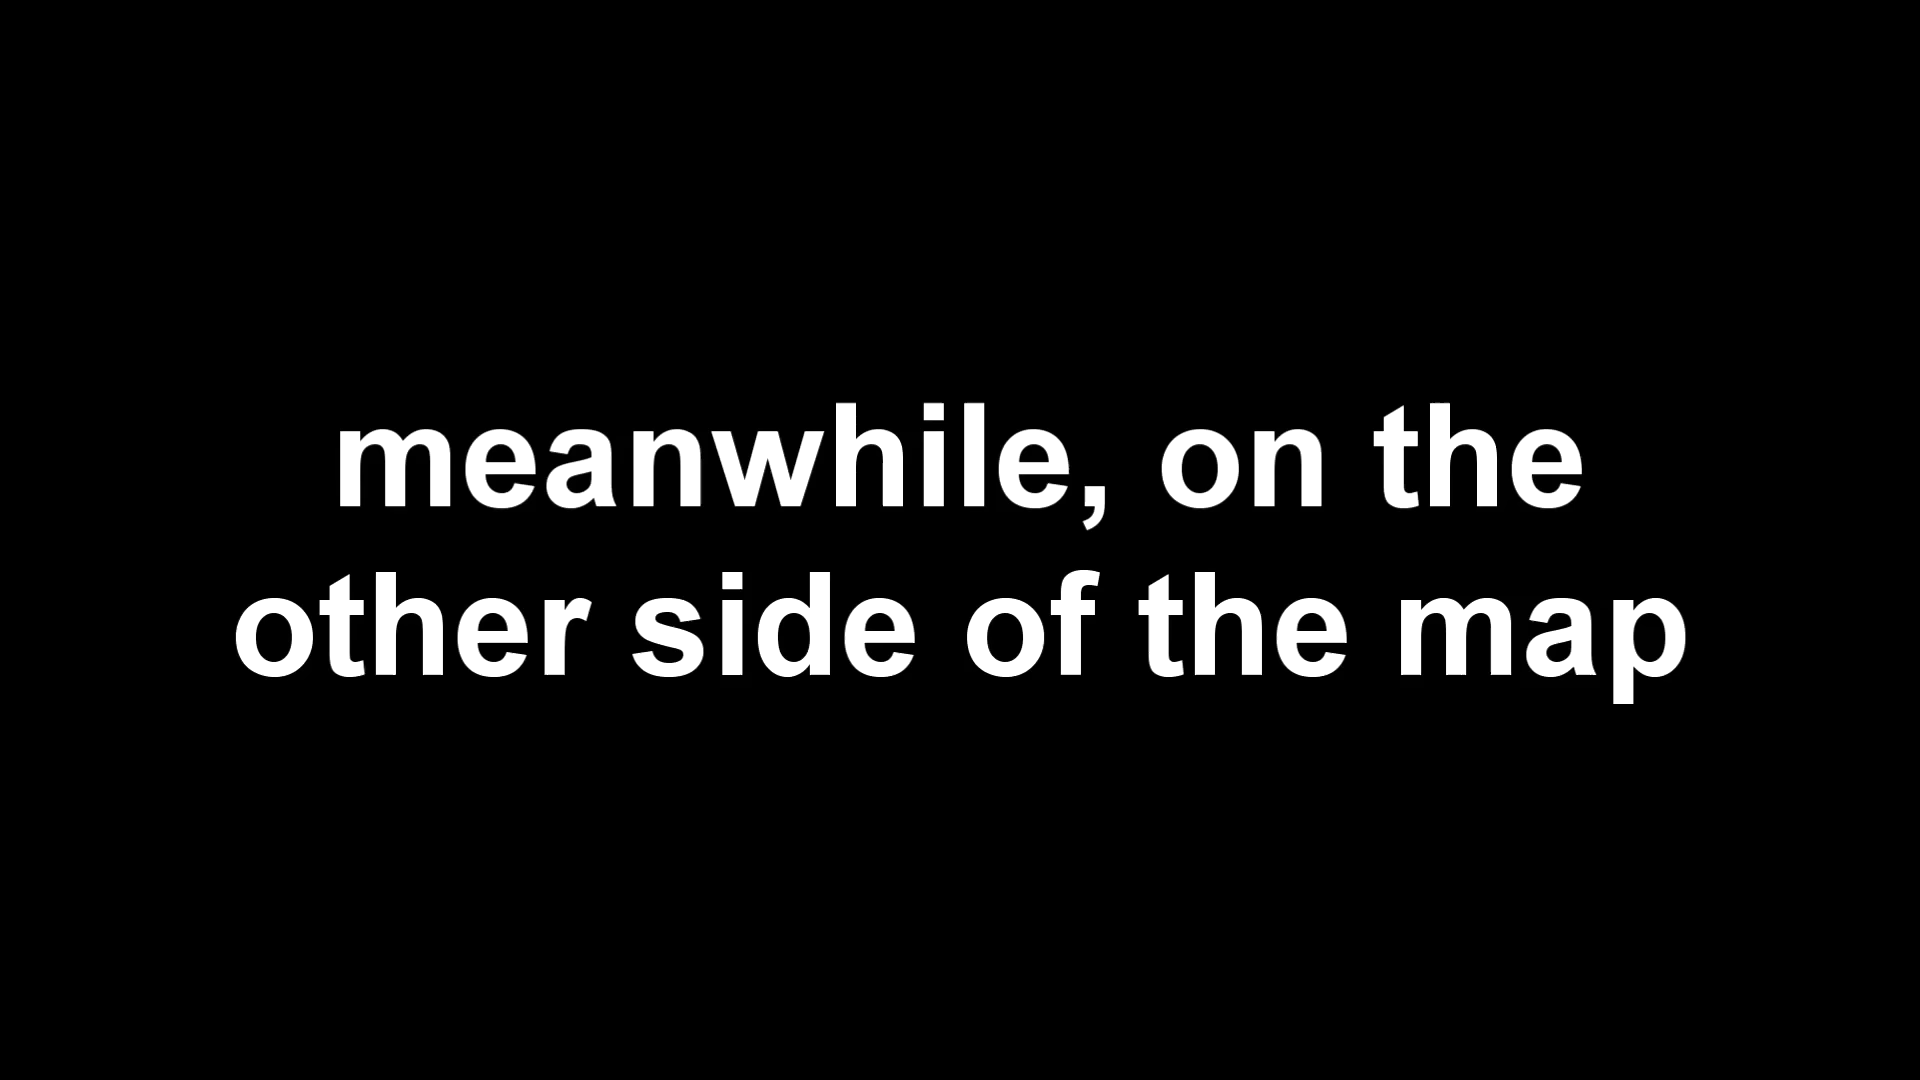 meanwhile, on the
other side of the map